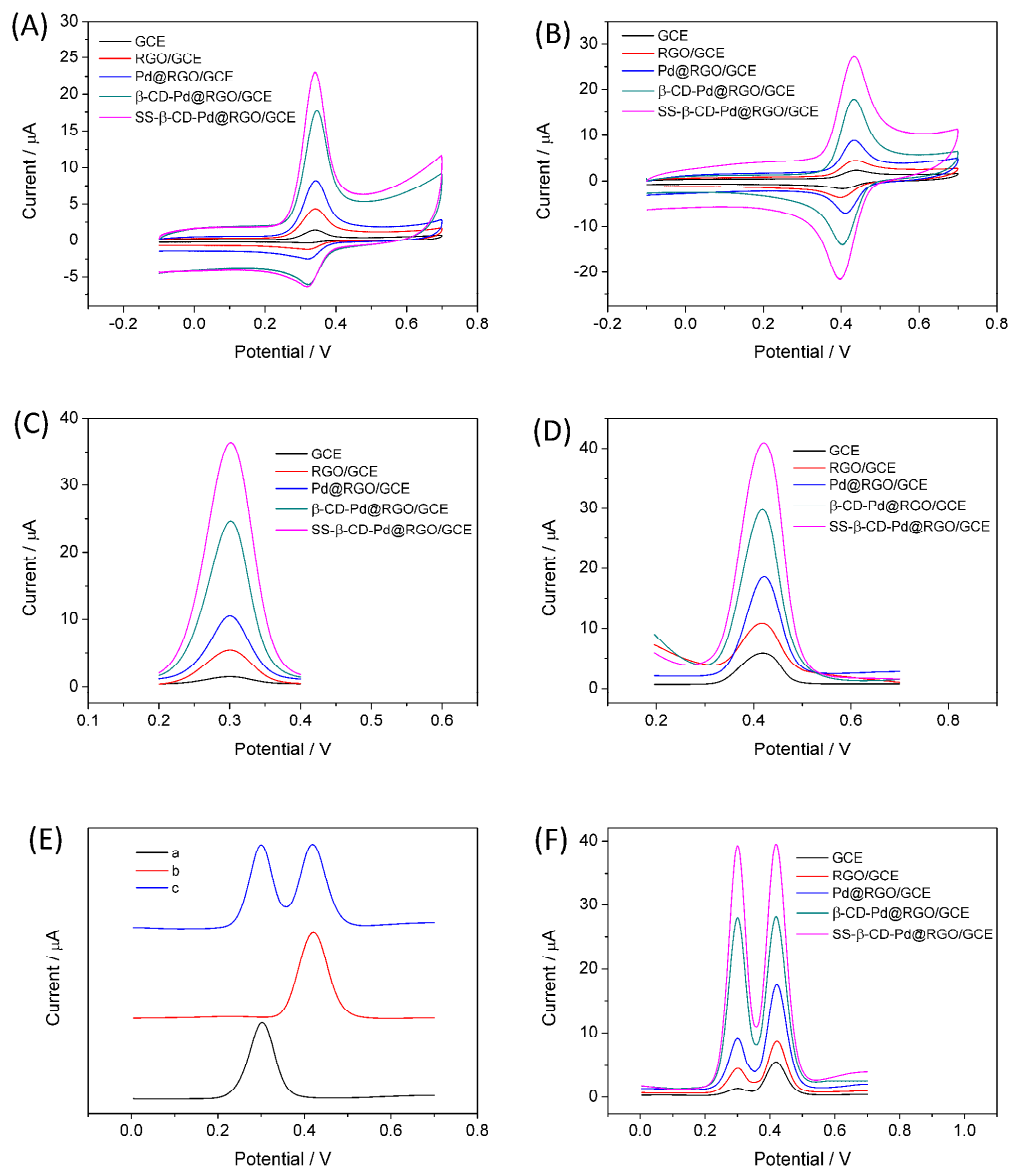 (A)
30
25
20
15
10
5
0
-5
-0.2
0.0
0.2
0.4
0.6
0.8
Current / μA
Potential / V
GCE
RGO/GCE
Pd@RGO/GCE
β-CD-Pd@RGO/GCE
SS-β-CD-Pd@RGO/GCE
(B)
30
20
10
0
-10
-20
-0.2
0.0
0.2
0.4
0.6
0.8
Current / μA
Potential / V
GCE
RGO/GCE
Pd@RGO/GCE
β-CD-Pd@RGO/GCE
SS-β-CD-Pd@RGO/GCE
(C)
40
30
20
10
0
0.1
0.2
0.3
0.4
0.5
0.6
Current / μA
Potential / V
GCE
RGO/GCE
Pd@RGO/GCE
β-CD-Pd@RGO/GCE
SS-β-CD-Pd@RGO/GCE
(D)
40
30
20
10
0
0.2
0.4
0.6
0.8
Current / μA
Potential / V
GCE
RGO/GCE
Pd@RGO/GCE
β-CD-Pd@RGO/GCE
SS-β-CD-Pd@RGO/GCE
(E)
a
b
c
0.0
0.2
0.4
0.6
0.8
Current / μA
Potential / V
(F)
40
30
20
10
0
0.0
0.2
0.4
0.6
0.8
1.0
Current / μA
Potential / V
GCE
RGO/GCE
Pd@RGO/GCE
β-CD-Pd@RGO/GCE
SS-β-CD-Pd@RGO/GCE